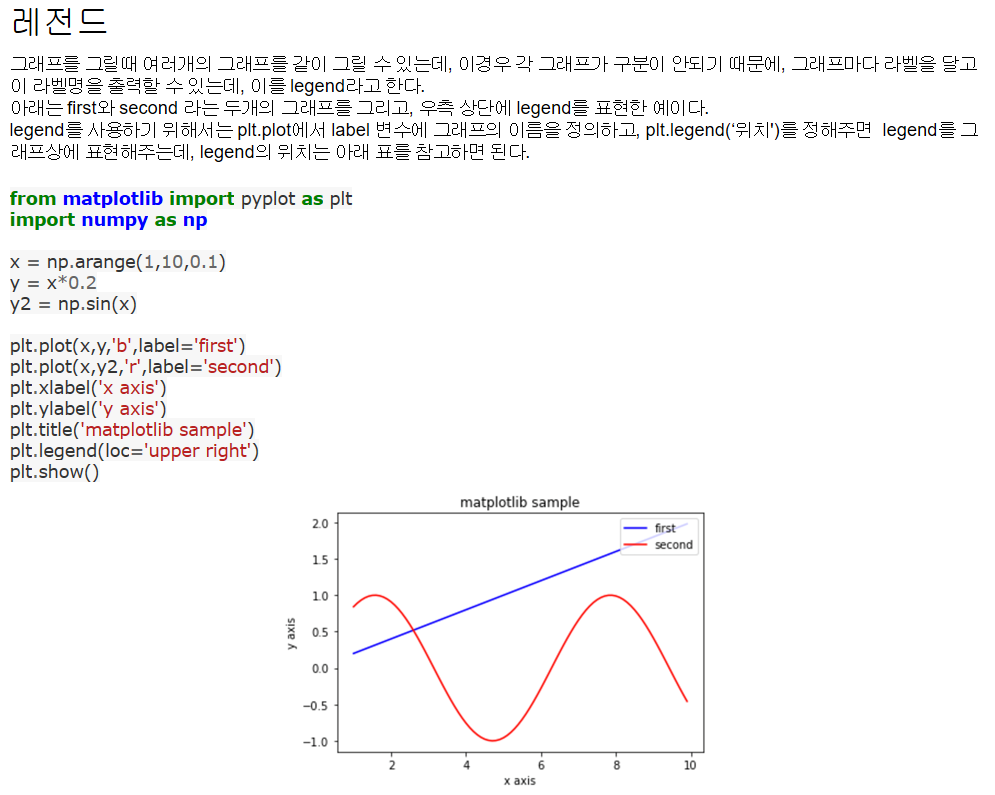 레전드
그래프를 그릴때 여러개의 그래프를 같이 그릴 수 있는데, 이경우 각 그래프가 구분이 안되기 때문에, 그래프마다 라벨을 달고
이 라벨명을 출력할 수 있는데, 이를 legend라고 한다.
아래는 first와 second 라는 두개의 그래프를 그리고, 우측 상단에 legend를 표현한 예이다.
legend를 사용하기 위해서는 plt.plot에서 label 변수에 그래프의 이름을 정의하고, plt.legend(‘위치')를 정해주면 legend를 그
래프상에 표현해주는데, legend의 위치는 아래 표를 참고하면 된다.
from matplotlib import pyplot as plt
import numpy as np
x = np.arange(1,10,0.1)
y = x*0.2
y2 = np.sin(x)
plt.plot(x,y,'b',label='first')
plt.plot(x,y2,'r',label='second')
plt.xlabel('x axis')
plt.ylabel('y axis')
plt.title('matplotlib sample')
plt.legend(loc='upper right')
plt.show()
matplotlib sample
first
second
2.0
1.5
1.0
0.5
0.0
−0.5
−1.0
y axis
2 4 6 8 10
x axis